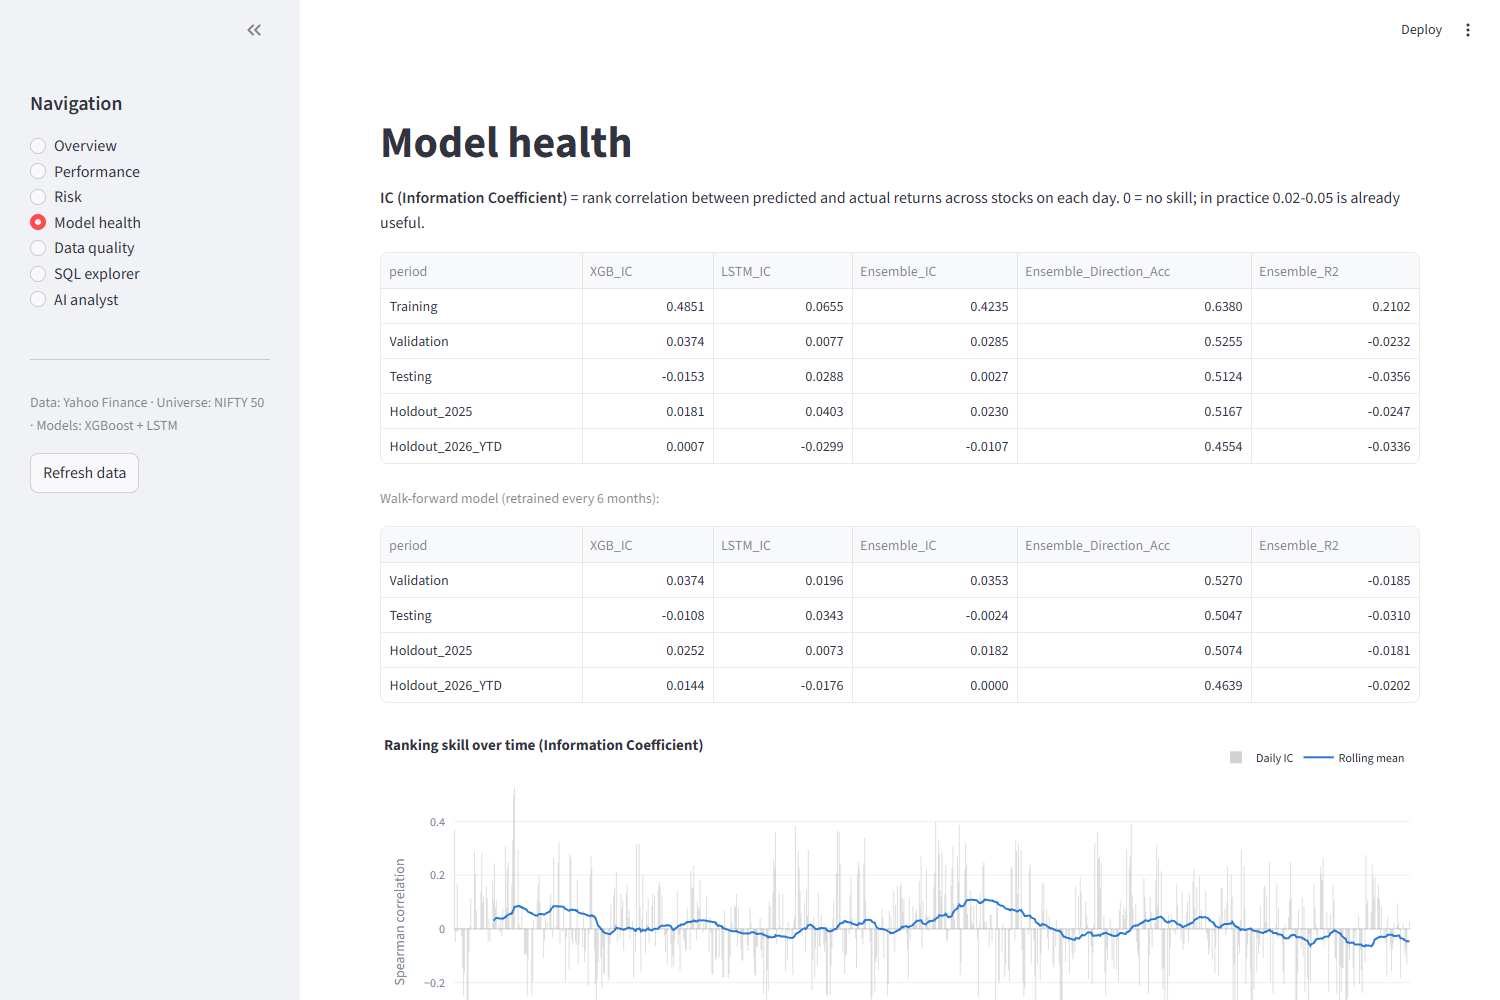 Deploy
Navigation
Overview
Performance
Risk
Model health
Data quality
SQL explorer
AI analyst
Data: Yahoo Finance · Universe: NIFTY 50
· Models: XGBoost + LSTM
Refresh data
Model health
IC (Information Coefficient) = rank correlation between predicted and actual returns across stocks on each day. 0 = no skill; in practice 0.02-0.05 is already
useful.
period XGB_IC LSTM_IC Ensemble_IC Ensemble_Direction_Acc Ensemble_R2
Training 0.4851 0.0655 0.4235 0.6380 0.2102
Validation 0.0374 0.0077 0.0285 0.5255 -0.0232
Testing -0.0153 0.0288 0.0027 0.5124 -0.0356
Holdout_2025 0.0181 0.0403 0.0230 0.5167 -0.0247
Holdout_2026_YTD 0.0007 -0.0299 -0.0107 0.4554 -0.0336
Walk-forward model (retrained every 6 months):
period XGB_IC LSTM_IC Ensemble_IC Ensemble_Direction_Acc Ensemble_R2
Validation 0.0374 0.0196 0.0353 0.5270 -0.0185
Testing -0.0108 0.0343 -0.0024 0.5047 -0.0310
Holdout_2025 0.0252 0.0073 0.0182 0.5074 -0.0181
Holdout_2026_YTD 0.0144 -0.0176 0.0000 0.4639 -0.0202
Ranking skill over time (Information Coefficient)
Daily IC Rolling mean
Spearman correlation
0.4
0.2
0
−0.2